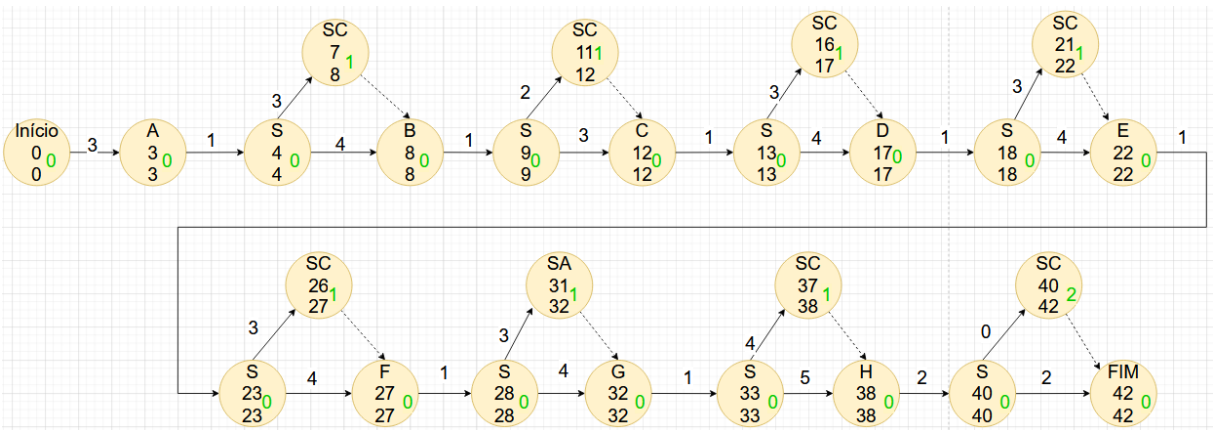 SC
7 1
8
SC
11 1
12
SC
16 1
17
SC
21 1
22
3
2
3
3
Início
0 0
0
3
A
3 0
3
1
S
4 0
4
4
B
8 0
8
1
S
9 0
9
3
C
12 0
12
1
S
13 0
13
4
D
17 0
17
1
S
18 0
18
4
E
22 0
22
1
SC
26 1
27
SA
31 1
32
SC
37 1
38
SC
40 2
42
3
3
4
0
S
23 0
23
4
F
27 0
27
1
S
28 0
28
4
G
32 0
32
1
S
33 0
33
5
H
38 0
38
2
S
40 0
40
2
FIM
42 0
42